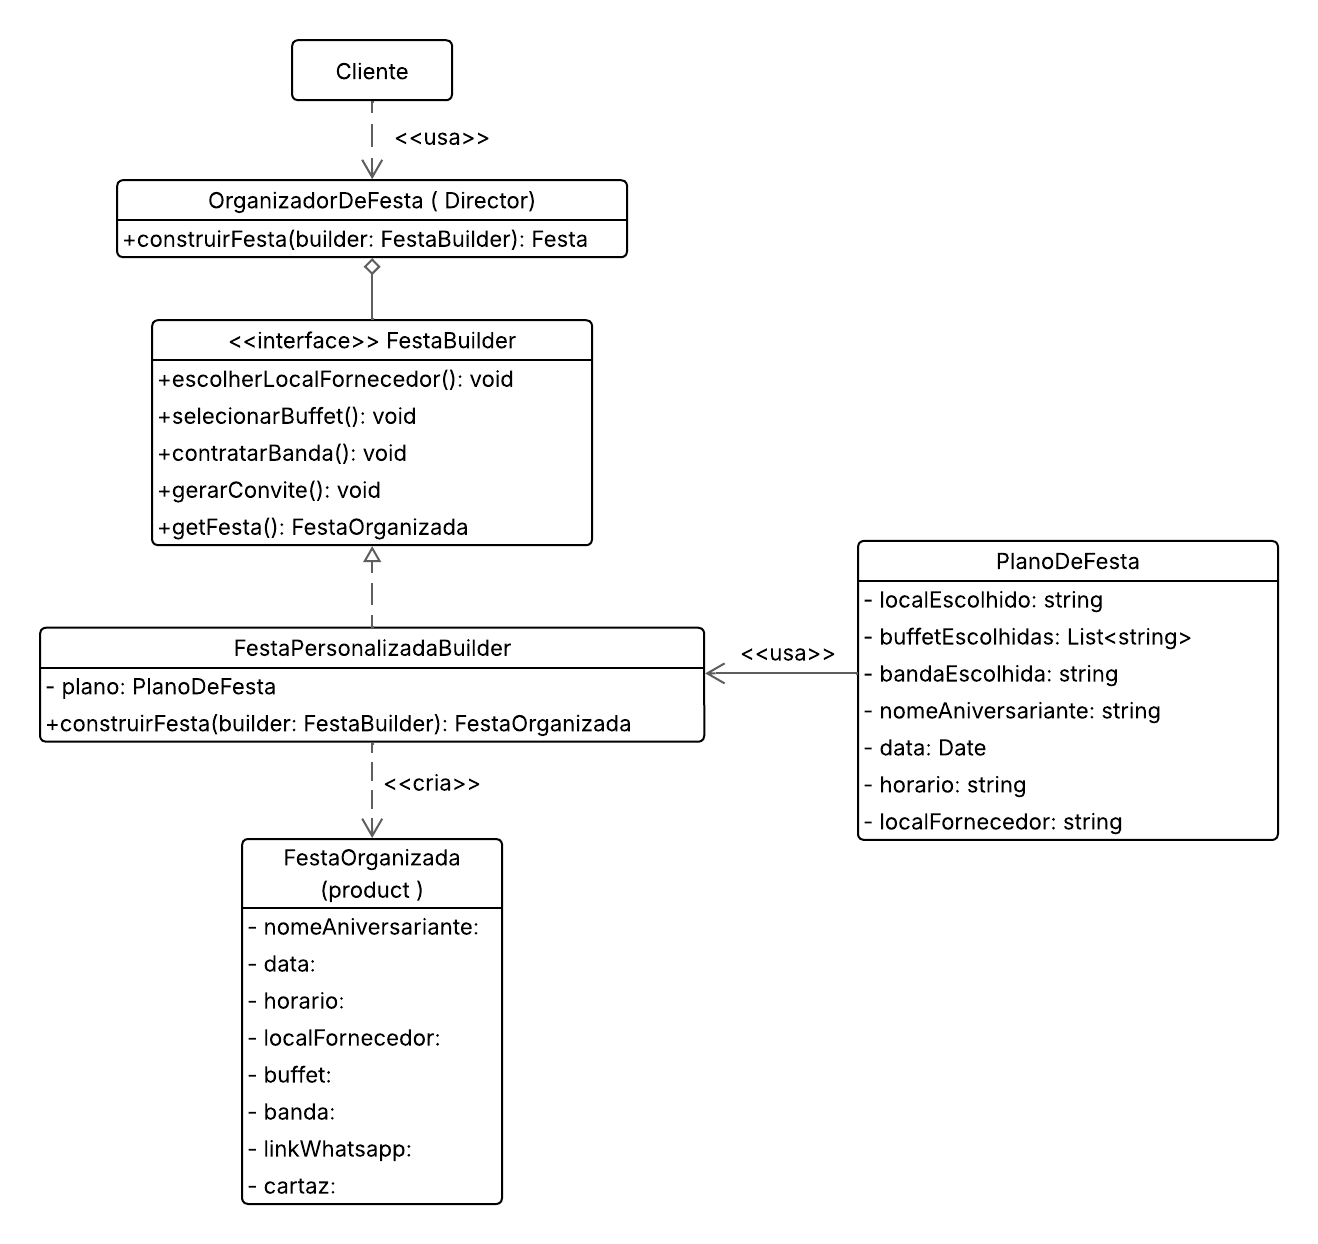 Cliente
<<usa>>
OrganizadorDeFesta ( Director)
+construirFesta(builder: FestaBuilder): Festa
<<interface>> FestaBuilder
+escolherLocalFornecedor(): void
+selecionarBuffet(): void
+contratarBanda(): void
+gerarConvite(): void
+getFesta(): FestaOrganizada
FestaPersonalizadaBuilder
- plano: PlanoDeFesta
+construirFesta(builder: FestaBuilder): FestaOrganizada
<<usa>>
PlanoDeFesta
- localEscolhido: string
- buffetEscolhidas: List<string>
- bandaEscolhida: string
- nomeAniversariante: string
- data: Date
- horario: string
- localFornecedor: string
<<cria>>
FestaOrganizada
(product )
- nomeAniversariante:
- data:
- horario:
- localFornecedor:
- buffet:
- banda:
- linkWhatsapp:
- cartaz: